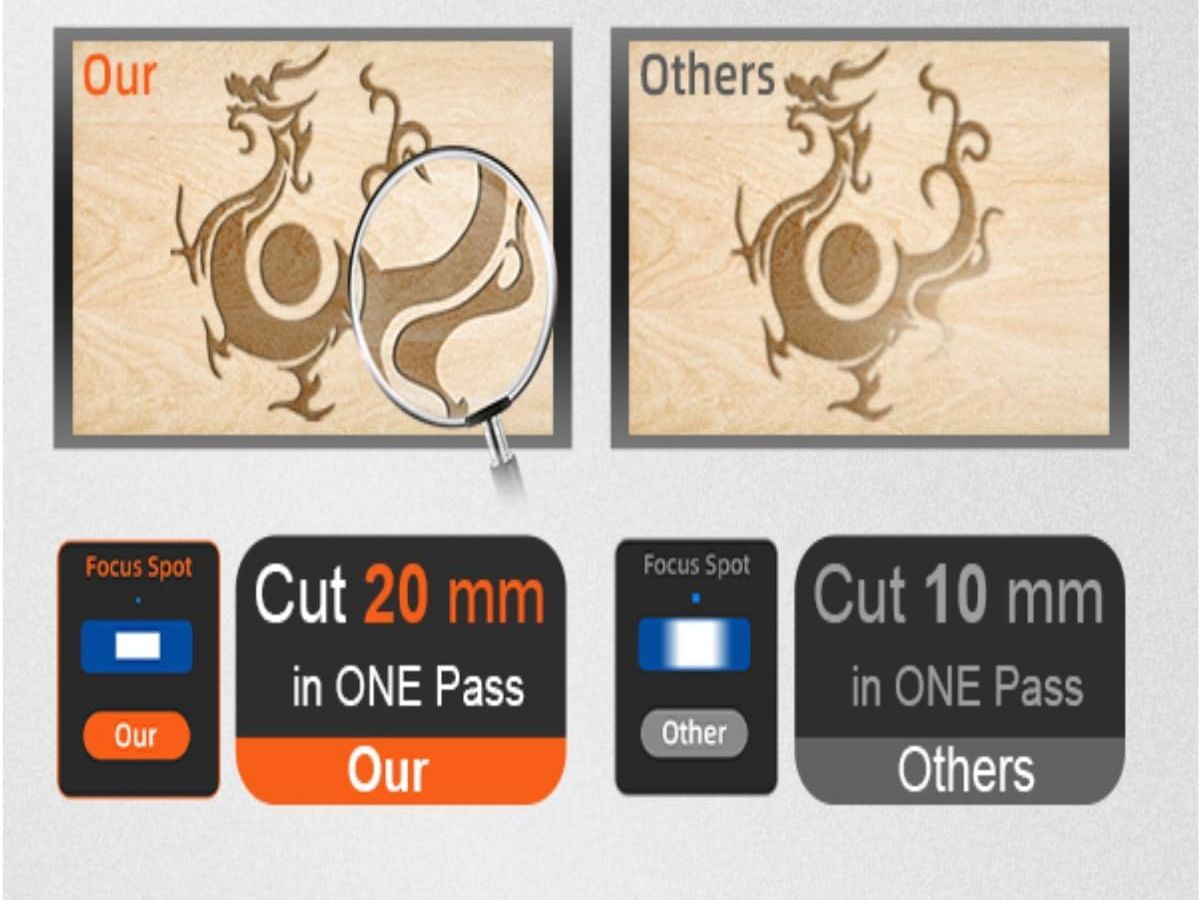 Our
Others
Focus Spot
Our
Cut 20 mm
in ONE Pass
Our
Focus Spot
Other
Cut 10 mm
in ONE Pass
Others